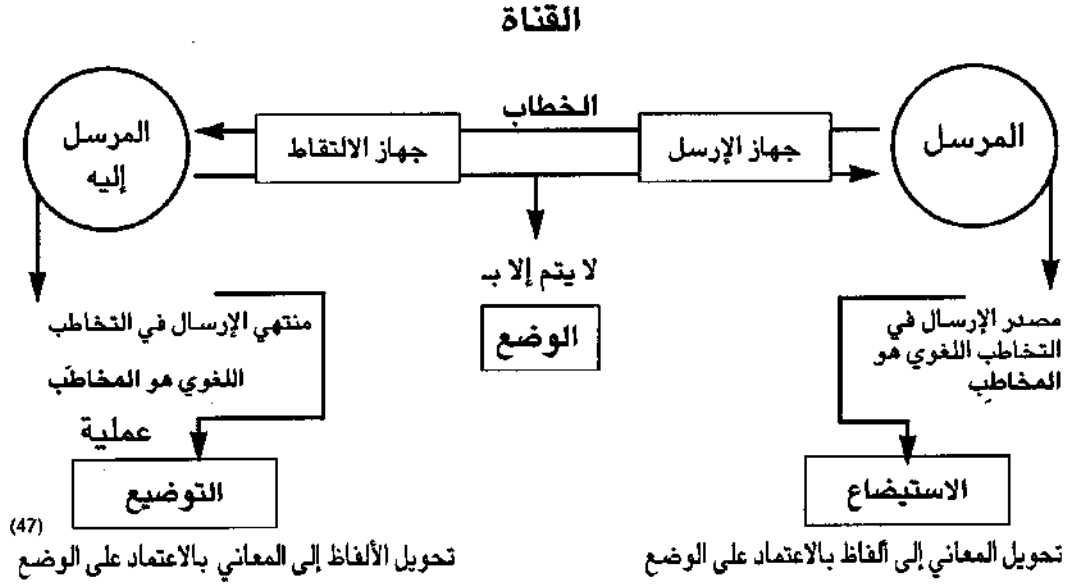 القناة
الخطاب
المرسل
جهاز الإرسل
جهاز الالتقاط
المرسل
إليه
لا يتم إلا بـ
الوضع
مصدر الإرسال في
التخاطب اللغوي هو
المخاطِب
الاستيضاع
تحويل المعاني إلى ألفاظ بالاعتماد على الوضع
منتهي الإرسال في التخاطب
اللغوي هو المخاطَب
عملية
التوضيع
(47)
تحويل الألفاظ إلى المعاني بالاعتماد على الوضع